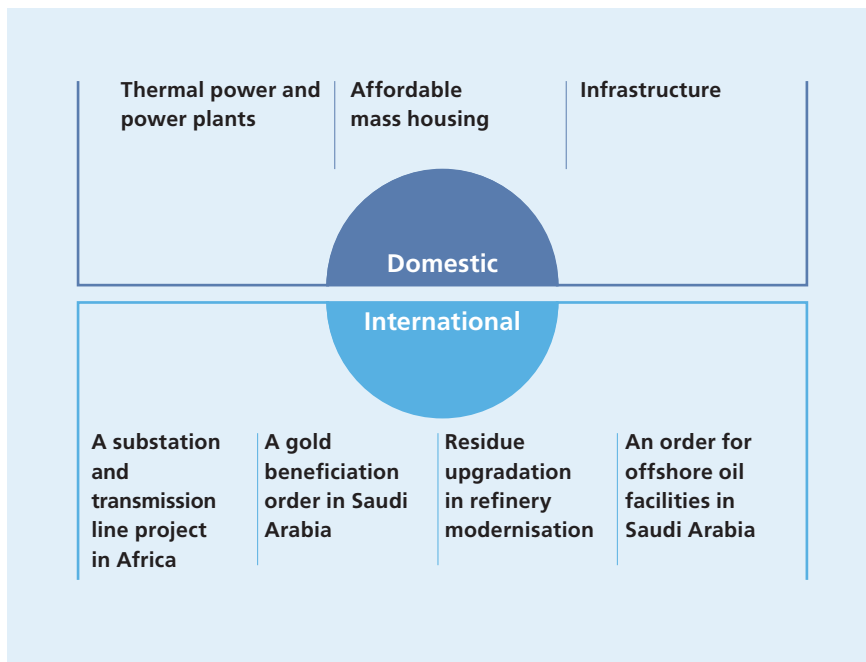 Thermal power and
power plants
Affordable
mass housing
Infrastructure
Domestic
International
A substation
and
transmission
line project
in Africa
A gold
beneficiation
order in Saudi
Arabia
Residue
upgradation
in refinery
modernisation
An order for
offshore oil
facilities in
Saudi Arabia